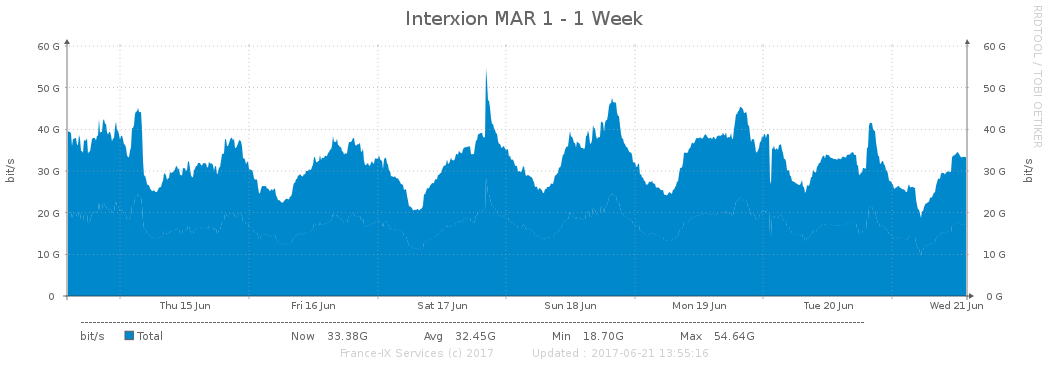 Interxion MAR 1 - 1 Week
RRDTOOL / TOBI OETIKER
bit/s
60 G 60 G
50 G 50 G
40 G 40 G
30 G 30 G
20 G 20 G
10 G 10 G
0 0 G
bit/s
Thu 15 Jun Fri 16 Jun Sat 17 Jun Sun 18 Jun Mon 19 Jun Tue 20 Jun Wed 21 Jun
bit/s Total Now 33.38G Avg 32.45G Min 18.70G Max 54.64G
France-IX Services (c) 2017 Updated : 2017-06-21 13:55:16